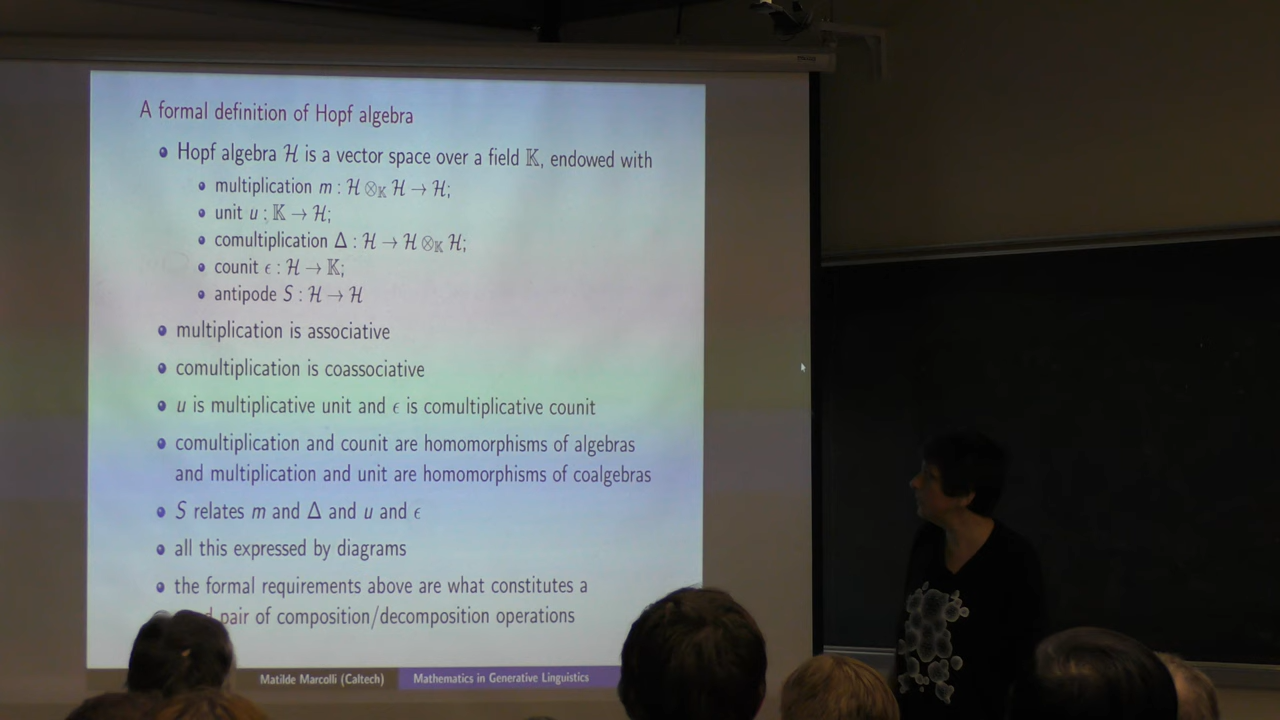 A formal definition of Hopf algebra
• Hopf algebra ℋ is a vector space over a field 𝕂, endowed with
• multiplication m : ℋ ⊗𝕂 ℋ → ℋ;
• unit u : 𝕂 → ℋ;
• comultiplication Δ : ℋ → ℋ ⊗𝕂 ℋ;
• counit ϵ : ℋ → 𝕂;
• antipode S : ℋ → ℋ
• multiplication is associative
• comultiplication is coassociative
• u is multiplicative unit and ϵ is comultiplicative counit
• comultiplication and counit are homomorphisms of algebras
and multiplication and unit are homomorphisms of coalgebras
• S relates m and Δ and u and ϵ
• all this expressed by diagrams
• the formal requirements above are what constitutes a
pair of composition/decomposition operations
Matilde Marcolli (Caltech) Mathematics in Generative Linguistics